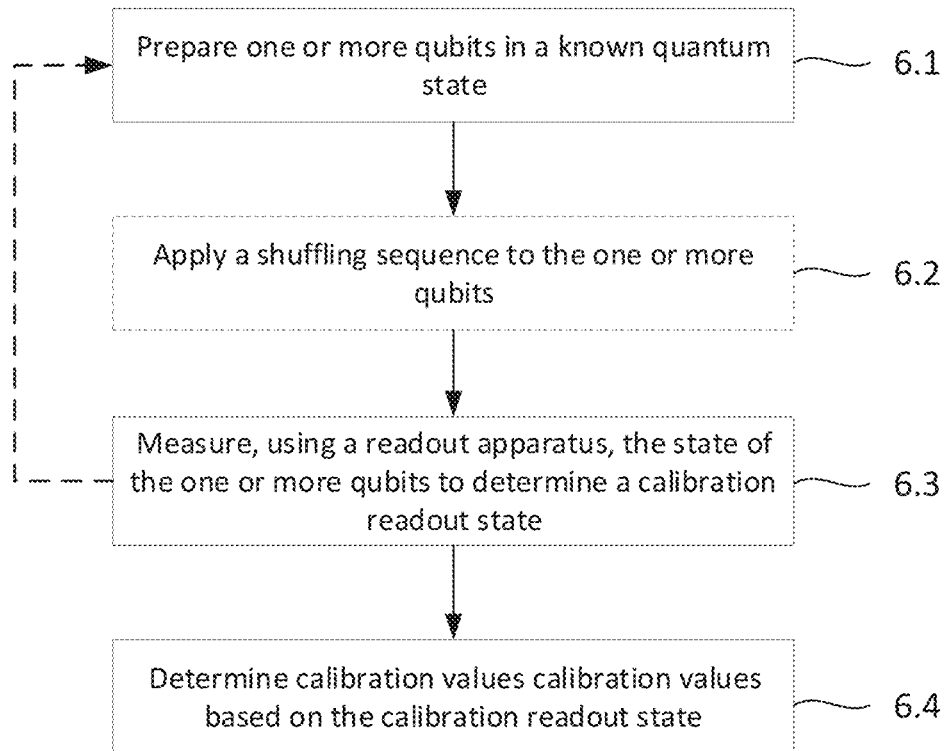 Prepare one or more qubits in a known quantum
state
6.1
Apply a shuffling sequence to the one or more
qubits
6.2
Measure, using a readout apparatus, the state of
the one or more qubits to determine a calibration
readout state
6.3
Determine calibration values calibration values
based on the calibration readout state
6.4